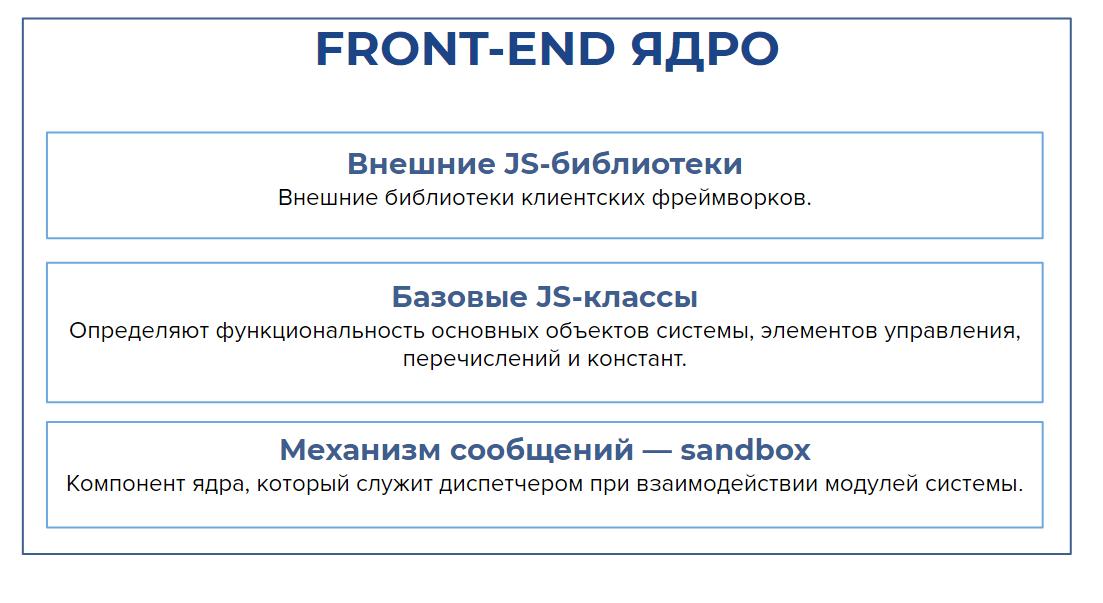 FRONT-END ЯДРО
Внешние JS-библиотеки
Внешние библиотеки клиентских фреймворков.
Базовые JS-классы
Определяют функциональность основных объектов системы, элементов управления,
перечислений и констант.
Механизм сообщений — sandbox
Компонент ядра, который служит диспетчером при взаимодействии модулей системы.